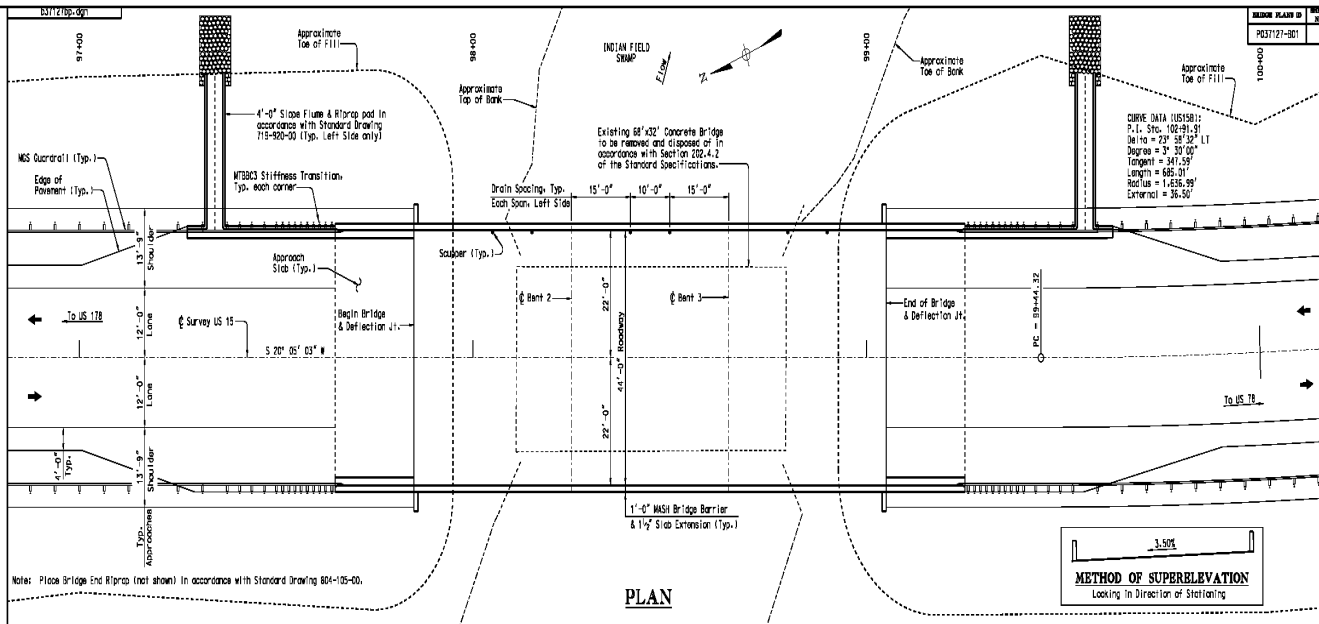 b37127bp.dgn
BRIDGE PLANS ID
P037127-B01
97+00
98+00
99+00
100+00
Approximate
Toe of Fill
INDIAN FIELD
SWAMP
FLOW
N
Approximate
Toe of Bank
Approximate
Toe of Fill
Approximate
Top of Bank
4'-0" Slope Flume & Riprap pad in
accordance with Standard Drawing
719-920-00 (Typ. Left Side only)
Existing 68'x32' Concrete Bridge
to be removed and disposed of in
accordance with Section 202.4.2
of the Standard Specifications.
CURVE DATA (US15B1):
P.I. Sta. 102+91.91
Delta = 23° 58' 32" LT
Degree = 3° 30' 00"
Tangent = 347.59'
Length = 685.01'
Radius = 1,636.99'
External = 36.50'
MGS Guardrail (Typ.)
Edge of
Pavement (Typ.)
MTBBC3 Stiffness Transition,
Typ. each corner
Drain Spacing, Typ.
Each Span, Left Side
15'-0"
10'-0"
15'-0"
13'-9"
Shoulder
Scupper (Typ.)
Approach
Slab (Typ.)
22'-0"
℄ Bent 2
℄ Bent 3
End of Bridge
& Deflection Jt.
PC = 99+44.32
To US 178
12'-0"
Lane
℄ Survey US 15
Begin Bridge
& Deflection Jt.
S 20° 05' 03" W
44'-0" Roadway
12'-0"
Lane
22'-0"
To US 78
4'-0"
Typ.
13'-9"
Shoulder
Typ.
Approaches
1'-0" MASH Bridge Barrier
& 1½" Slab Extension (Typ.)
3.50%
METHOD OF SUPERELEVATION
Looking in Direction of Stationing
Note: Place Bridge End Riprap (not shown) in accordance with Standard Drawing 804-105-00.
PLAN